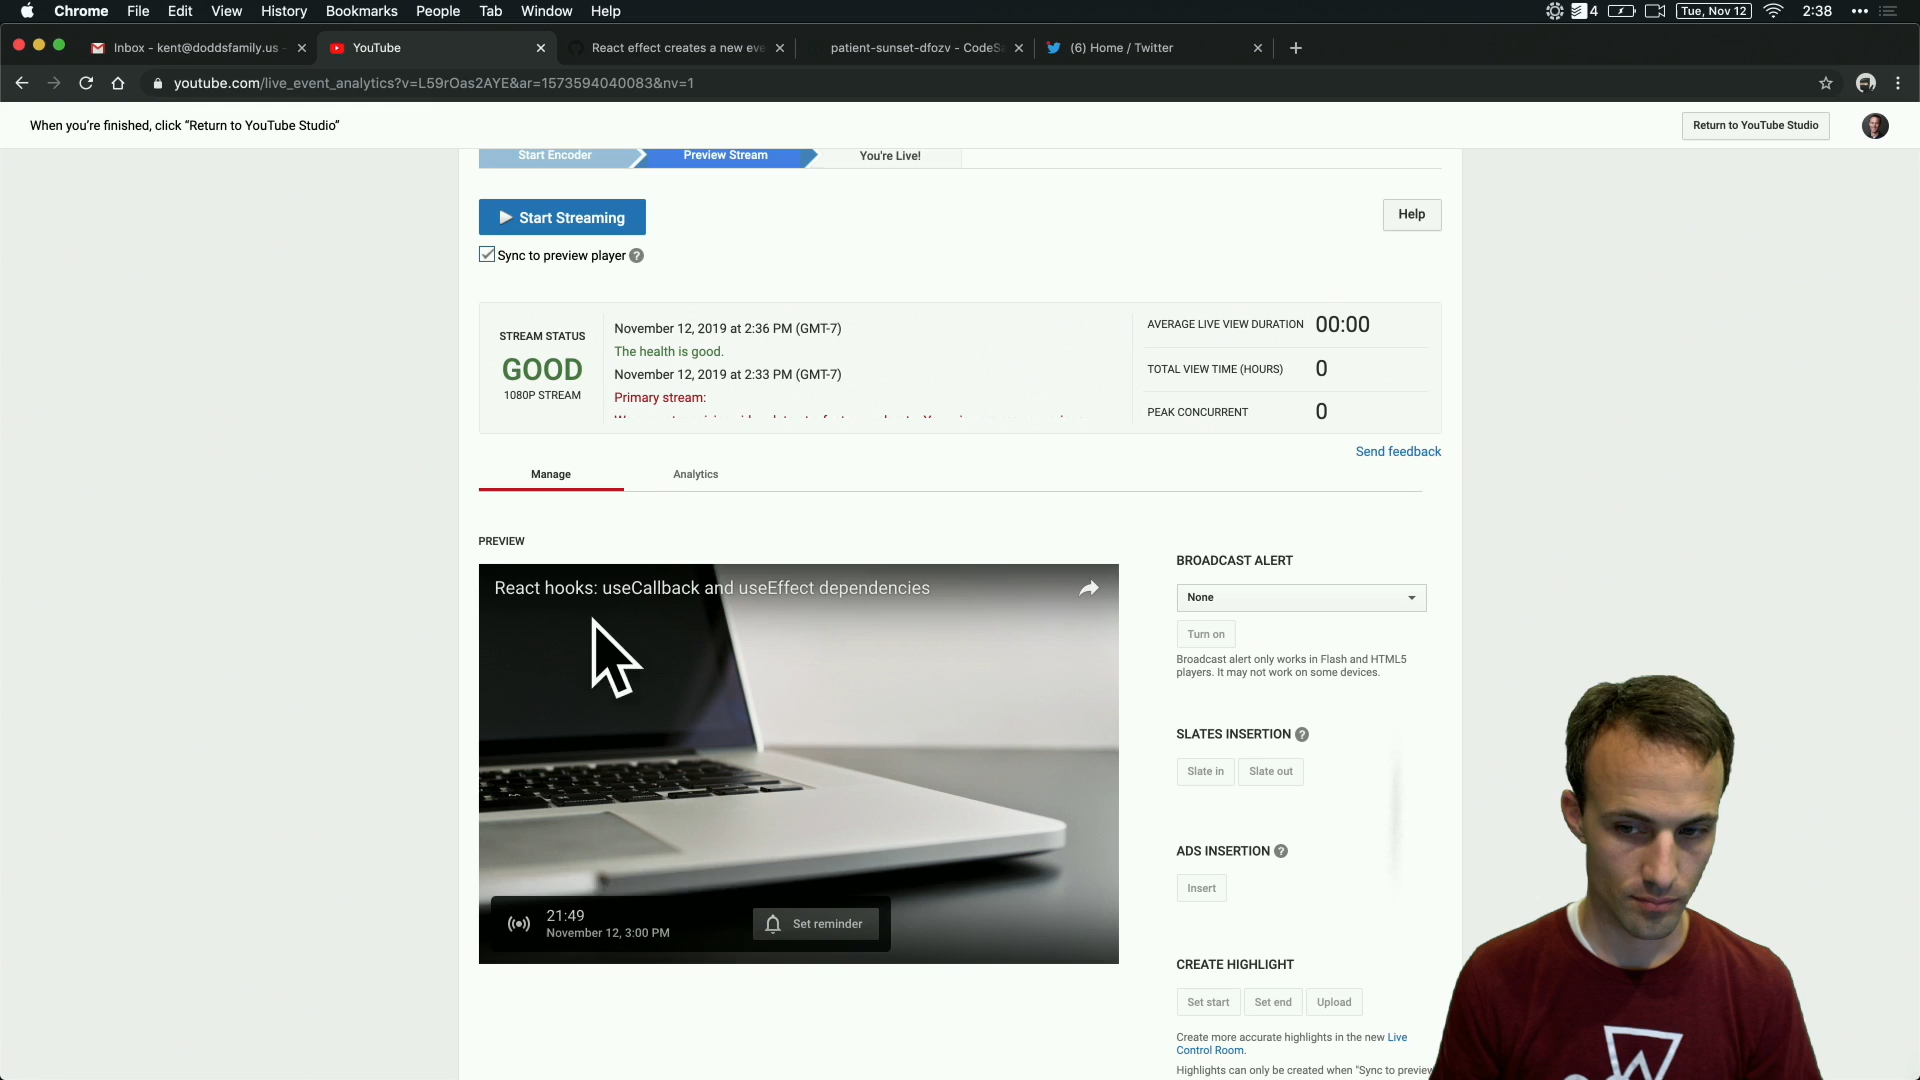 Chrome File Edit View History Bookmarks People Tab Window Help
4
Tue, Nov 12
2:38
Inbox - kent@doddsfamily.us -
YouTube
React effect creates a new eve
patient-sunset-dfozv - CodeSa
(6) Home / Twitter
youtube.com/live_event_analytics?v=L59rOas2AYE&ar=1573594040083&nv=1
When you're finished, click “Return to YouTube Studio”
Return to YouTube Studio
Start Encoder
Preview Stream
You're Live!
Start Streaming
Help
Sync to preview player ?
STREAM STATUS
GOOD
1080P STREAM
November 12, 2019 at 2:36 PM (GMT-7)
The health is good.
November 12, 2019 at 2:33 PM (GMT-7)
Primary stream:
AVERAGE LIVE VIEW DURATION 00:00
TOTAL VIEW TIME (HOURS) 0
PEAK CONCURRENT 0
Send feedback
Manage
Analytics
PREVIEW
React hooks: useCallback and useEffect dependencies
21:49
November 12, 3:00 PM
Set reminder
BROADCAST ALERT
None
Turn on
Broadcast alert only works in Flash and HTML5
players. It may not work on some devices.
SLATES INSERTION ?
Slate in
Slate out
ADS INSERTION ?
Insert
CREATE HIGHLIGHT
Set start
Set end
Upload
Create more accurate highlights in the new Live
Control Room.
Highlights can only be created when "Sync to preview